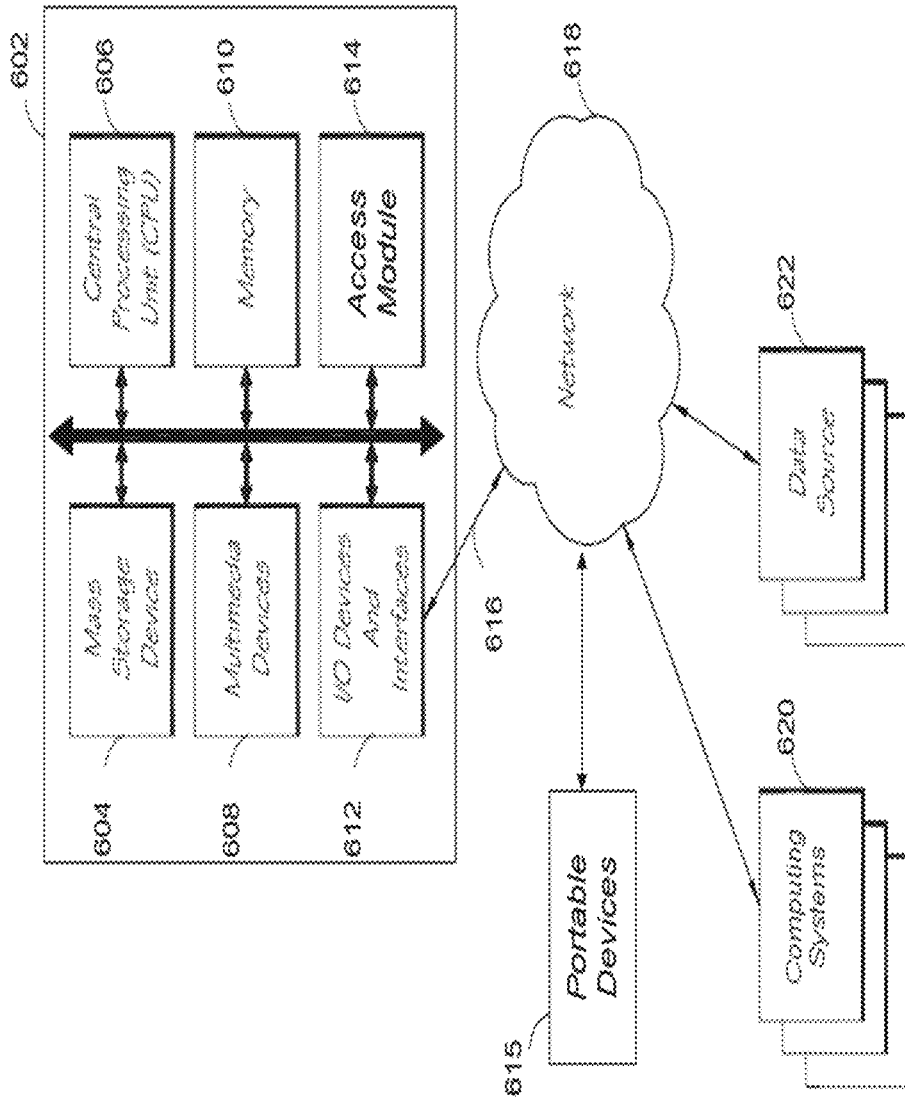 602
604
Mass
Storage
Device
Central
Processing
Unit (CPU)
606
608
Multimedia
Devices
Memory
610
612
I/O Devices
And
Interfaces
Access
Module
614
616
615
Portable
Devices
Network
618
620
Computing
Systems
622
Data
Source